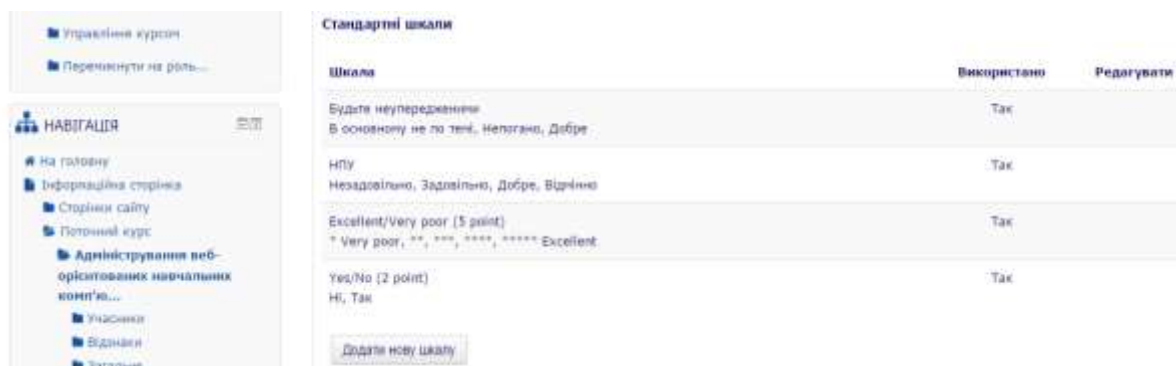 Управління курсом
Перемкнути на роль...
НАВІГАЦІЯ
На головну
Інформаційна сторінка
Сторінки сайту
Поточний курс
Адміністрування веб-
орієнтованих навчальних
комп'ю...
Учасники
Відзнаки
Загальне
Стандартні шкали
Шкала Використано Редагувати
Будьте неупередженими Так
В основному не по темі, Непогано, Добре
НПУ Так
Незадовільно, Задовільно, Добре, Відмінно
Excellent/Very poor (5 point) Так
* Very poor, **, ***, ****, ***** Excellent
Yes/No (2 point) Так
Ні, Так
Додати нову шкалу